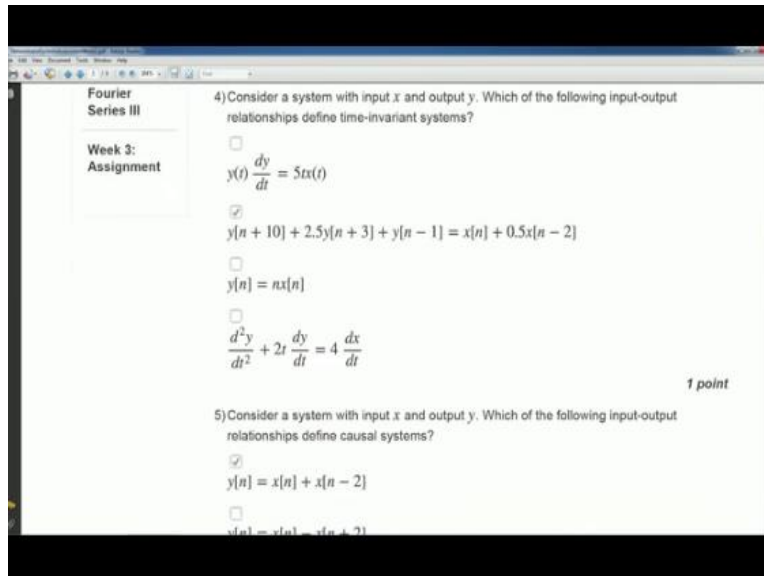 Fourier
Series III
Week 3:
Assignment
4) Consider a system with input x and output y. Which of the following input-output
relationships define time-invariant systems?
y(t) dy/dt = 5tx(t)
y[n + 10] + 2.5y[n + 3] + y[n − 1] = x[n] + 0.5x[n − 2]
y[n] = nx[n]
d²y/dt² + 2t dy/dt = 4 dx/dt
1 point
5) Consider a system with input x and output y. Which of the following input-output
relationships define causal systems?
y[n] = x[n] + x[n − 2]
y[n] = x[n] − x[n + 2]